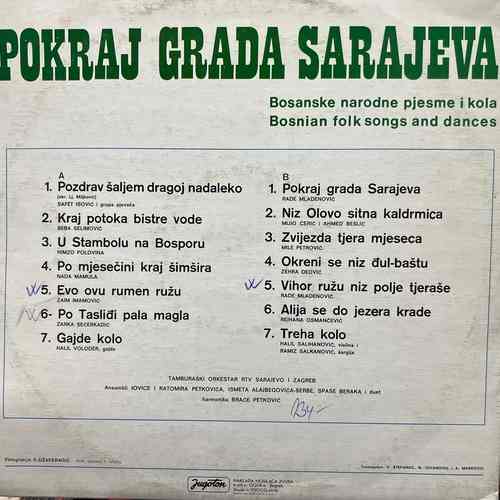 POKRAJ GRADA SARAJEVA
Bosanske narodne pjesme i kola
Bosnian folk songs and dances
A
1. Pozdrav šaljem dragoj nadaleko
SAFET ISOVIĆ i grupa pjevača
2. Kraj potoka bistre vode
BEBA SELIMOVIĆ
3. U Stambolu na Bosporu
HIMZO POLOVINA
4. Po mjesečini kraj šimšira
NADA MAMULA
5. Evo ovu rumen ružu
ZAIM IMAMOVIĆ
6. Po Taslidi pala magla
ZAHKA SEĆERKADIĆ
7. Gajde kolo
HALIL VOLODER, gajde
B
1. Pokraj grada Sarajeva
RADE MLADENOVIĆ
2. Niz Olovo sitna kaldrmica
MUJO ĆERIĆ i AHMED BEŠLIĆ
3. Zvijezda tjera mjeseca
MILE PETROVIĆ
4. Okreni se niz đul-baštu
ZEHRA DEOVIĆ
5. Vihor ružu niz polje tjeraše
RADE MLADENOVIĆ
6. Alija se do jezera krade
REIHANA OSMANČEVIĆ
7. Treha kolo
HALIL SALIHANOVIĆ, violina i
RAMIZ SALKANOVIĆ, šargija
TAMBURAŠKI ORKESTAR RTV SARAJEVO I ZAGREB
Ansambli JOVICE I RATOMIRA PETKOVIĆA, ISMETA ALAJBEGOVIĆA-ŠERBE, SPASE BERAKA i duet
harmonika BRAĆE PETKOVIĆ
Jugoton